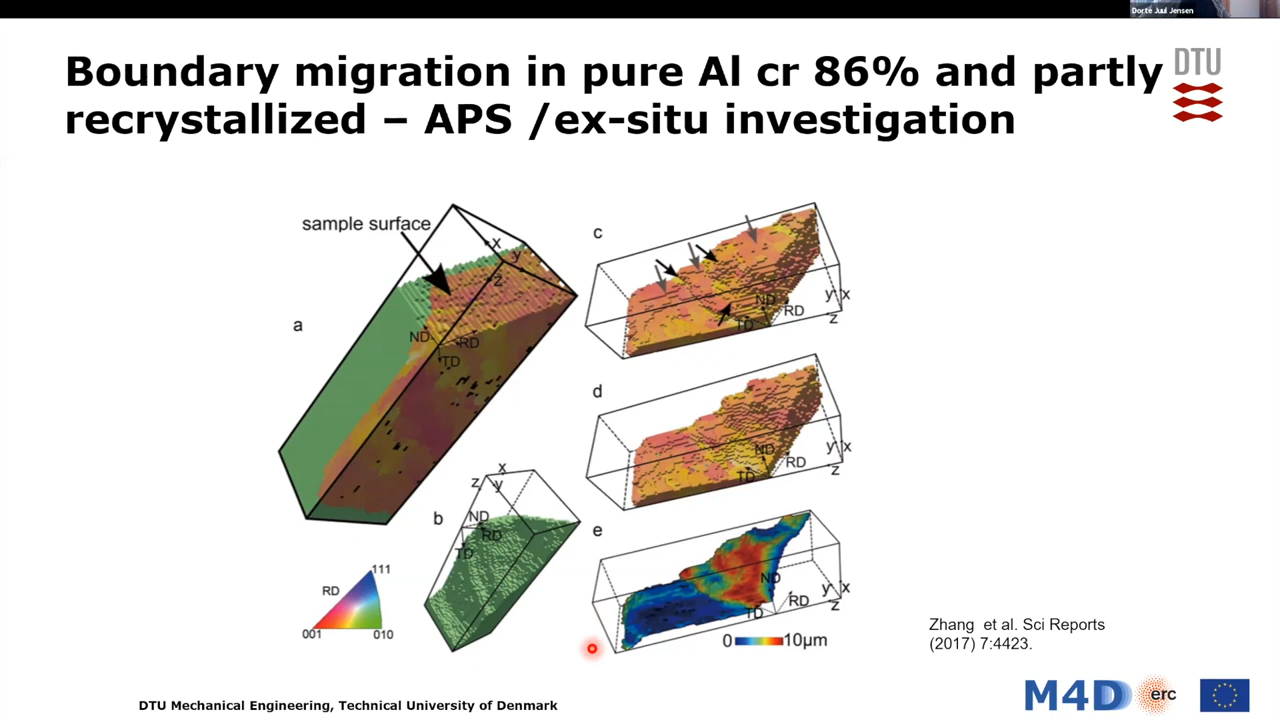 Dorte Juul Jensen
Boundary migration in pure Al cr 86% and partly
recrystallized – APS /ex-situ investigation
DTU
sample surface
x
y
z
a
ND
RD
TD
b
x
z y
ND
RD
TD
RD
111
001
010
c
ND
RD
TD
y x
z
d
ND
RD
TD
y x
z
e
ND
RD
TD
y x
z
0
10μm
Zhang et al. Sci Reports
(2017) 7:4423.
DTU Mechanical Engineering, Technical University of Denmark
M4D
erc